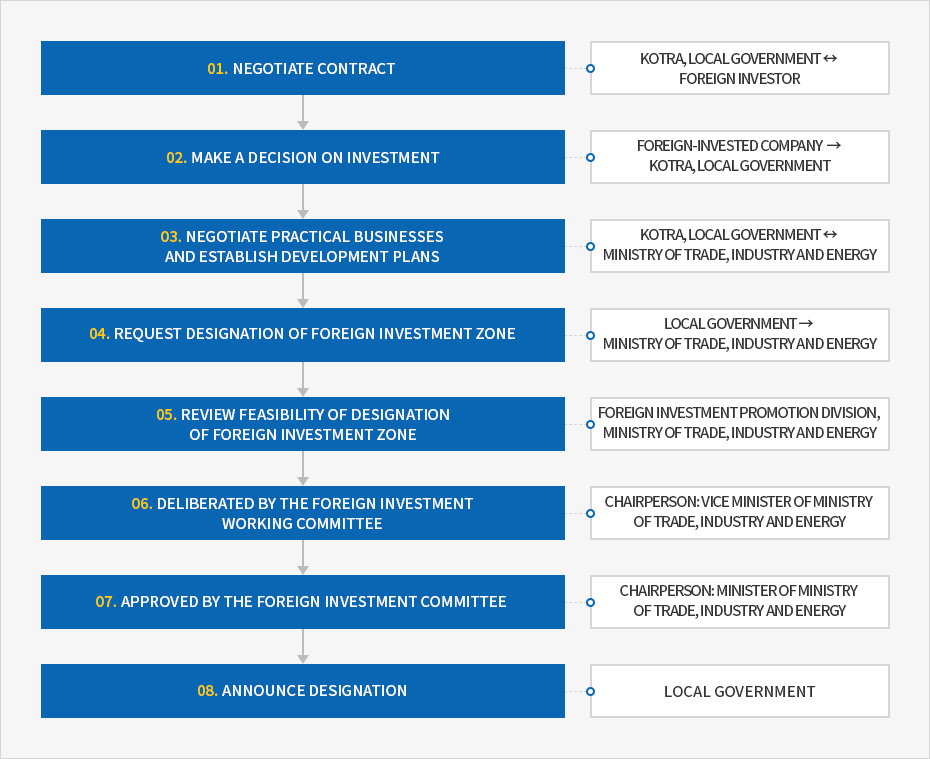 01. NEGOTIATE CONTRACT
KOTRA, LOCAL GOVERNMENT ↔
FOREIGN INVESTOR
02. MAKE A DECISION ON INVESTMENT
FOREIGN-INVESTED COMPANY →
KOTRA, LOCAL GOVERNMENT
03. NEGOTIATE PRACTICAL BUSINESSES
AND ESTABLISH DEVELOPMENT PLANS
KOTRA, LOCAL GOVERNMENT ↔
MINISTRY OF TRADE, INDUSTRY AND ENERGY
04. REQUEST DESIGNATION OF FOREIGN INVESTMENT ZONE
LOCAL GOVERNMENT →
MINISTRY OF TRADE, INDUSTRY AND ENERGY
05. REVIEW FEASIBILITY OF DESIGNATION
OF FOREIGN INVESTMENT ZONE
FOREIGN INVESTMENT PROMOTION DIVISION,
MINISTRY OF TRADE, INDUSTRY AND ENERGY
06. DELIBERATED BY THE FOREIGN INVESTMENT
WORKING COMMITTEE
CHAIRPERSON: VICE MINISTER OF MINISTRY
OF TRADE, INDUSTRY AND ENERGY
07. APPROVED BY THE FOREIGN INVESTMENT COMMITTEE
CHAIRPERSON: MINISTER OF MINISTRY
OF TRADE, INDUSTRY AND ENERGY
08. ANNOUNCE DESIGNATION
LOCAL GOVERNMENT